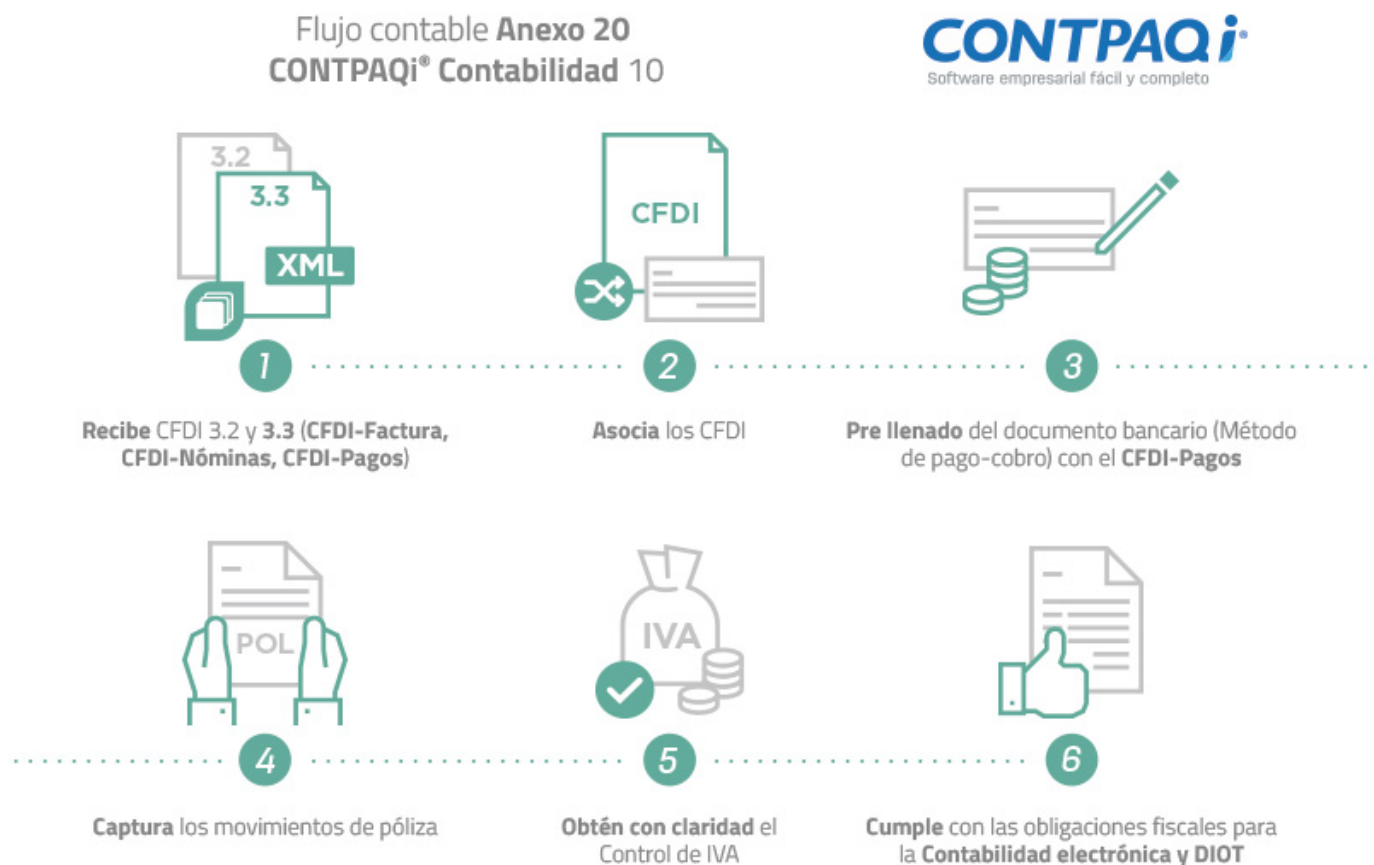 Flujo contable Anexo 20
CONTPAQi® Contabilidad 10
CONTPAQi®
Software empresarial fácil y completo
3.2
3.3
XML
CFDI
1
2
3
Recibe CFDI 3.2 y 3.3 (CFDI-Factura,
CFDI-Nóminas, CFDI-Pagos)
Asocia los CFDI
Pre llenado del documento bancario (Método
de pago-cobro) con el CFDI-Pagos
POL
IVA
4
5
6
Captura los movimientos de póliza
Obtén con claridad el
Control de IVA
Cumple con las obligaciones fiscales para
la Contabilidad electrónica y DIOT